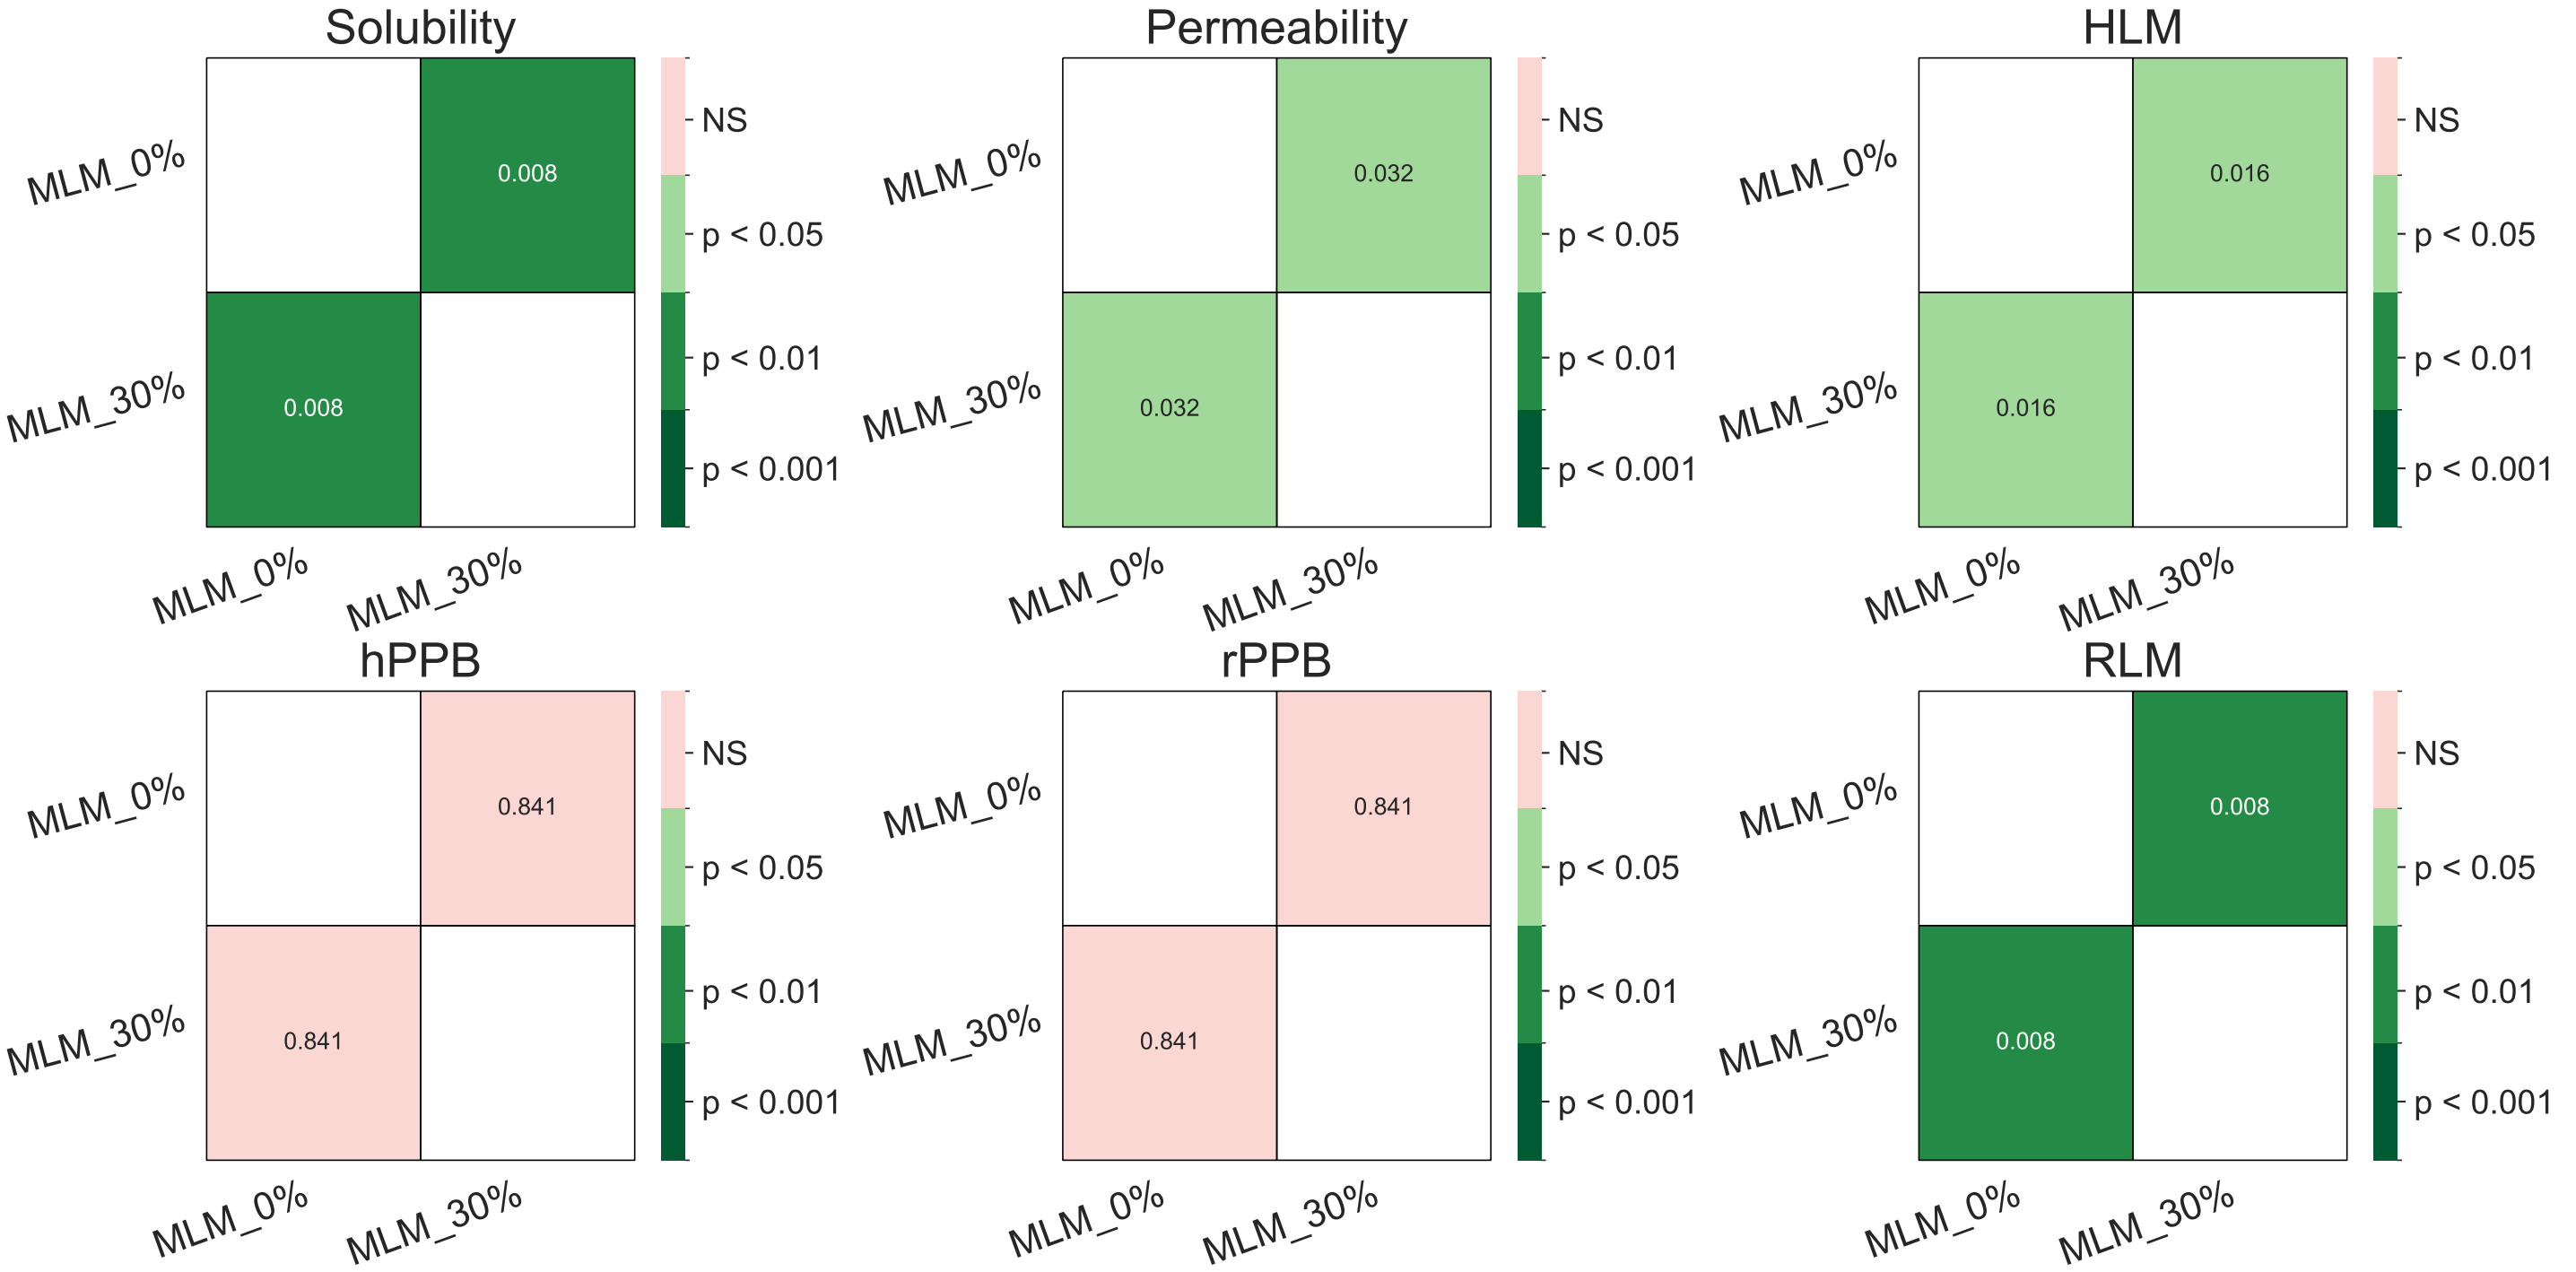 Solubility
MLM_0%
0.008
MLM_30%
0.008
MLM_0%
MLM_30%
NS
p < 0.05
p < 0.01
p < 0.001
Permeability
MLM_0%
0.032
MLM_30%
0.032
MLM_0%
MLM_30%
NS
p < 0.05
p < 0.01
p < 0.001
HLM
MLM_0%
0.016
MLM_30%
0.016
MLM_0%
MLM_30%
NS
p < 0.05
p < 0.01
p < 0.001
hPPB
MLM_0%
0.841
MLM_30%
0.841
MLM_0%
MLM_30%
NS
p < 0.05
p < 0.01
p < 0.001
rPPB
MLM_0%
0.841
MLM_30%
0.841
MLM_0%
MLM_30%
NS
p < 0.05
p < 0.01
p < 0.001
RLM
MLM_0%
0.008
MLM_30%
0.008
MLM_0%
MLM_30%
NS
p < 0.05
p < 0.01
p < 0.001